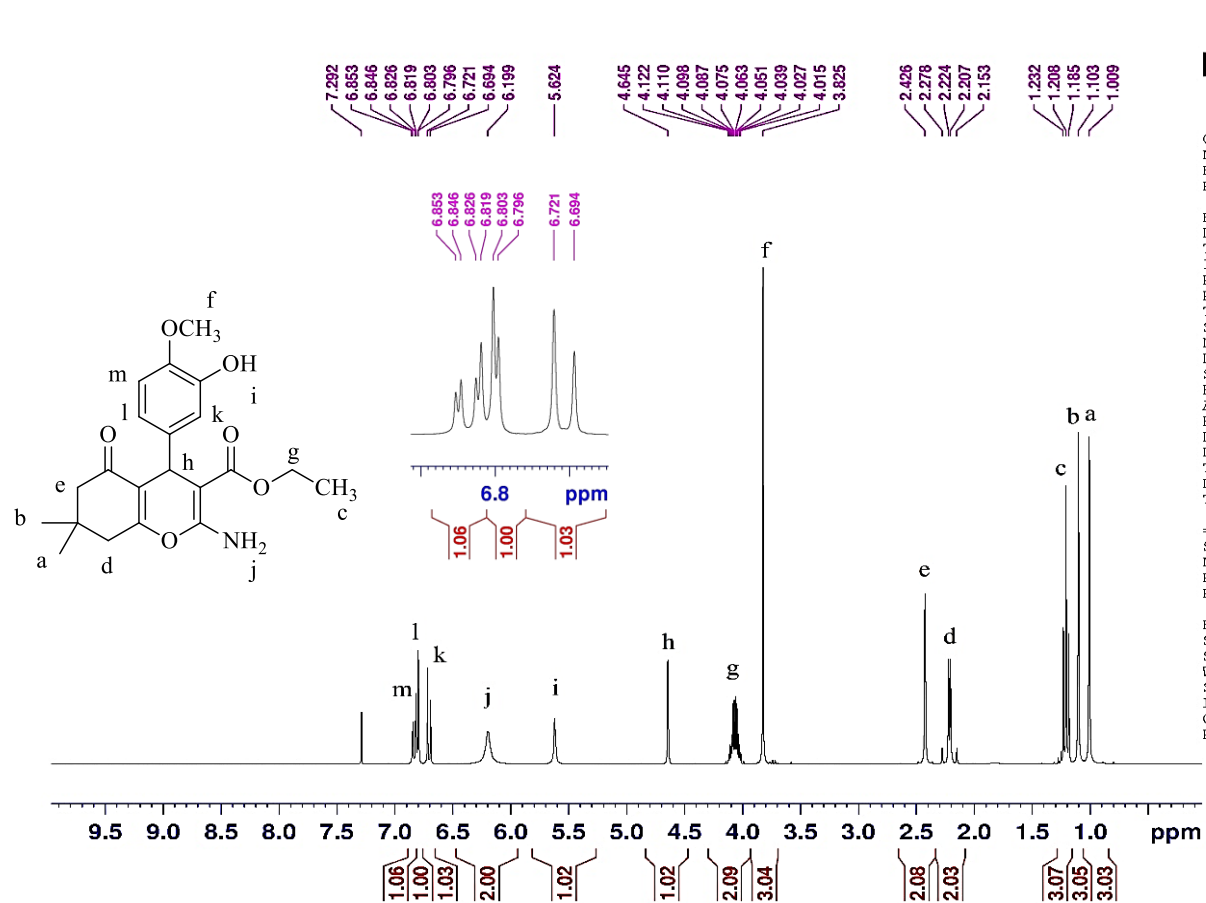 7.292 6.853 6.846 6.826 6.819 6.803 6.796 6.721 6.694 6.199 5.624 4.645 4.122 4.110 4.098 4.087 4.075 4.063 4.051 4.039 4.027 4.015 3.825 2.426 2.278 2.224 2.207 2.153 1.232 1.208 1.185 1.103 1.009
6.853 6.846 6.826 6.819 6.803 6.796 6.721 6.694
f
f
OCH3
OH
m
i
l
k
O
O
h
g
e
O
CH3
c
b
O
NH2
a
d
j
6.8 ppm
1.06 1.00 1.03
b a
c
e
l
k
h
d
m
j
i
g
9.5 9.0 8.5 8.0 7.5 7.0 6.5 6.0 5.5 5.0 4.5 4.0 3.5 3.0 2.5 2.0 1.5 1.0 ppm
1.06 1.00 1.03 2.00 1.02 1.02 2.09 3.04 2.08 2.03 3.07 3.05 3.03